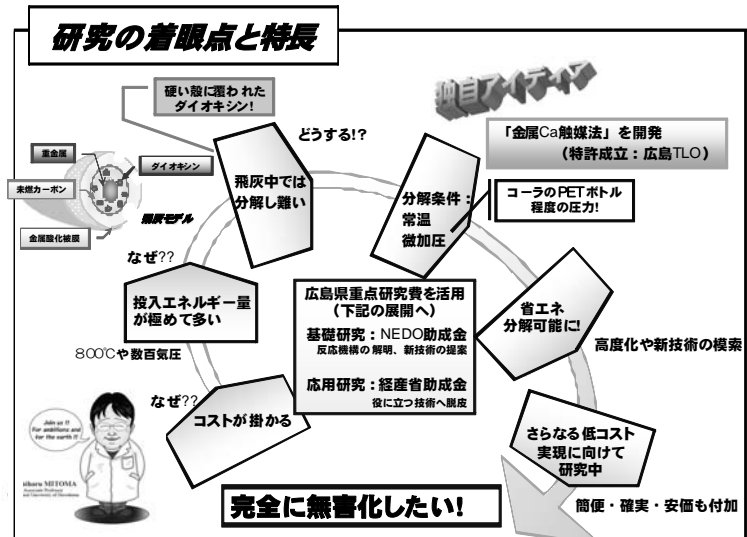 研究の着眼点と特長
硬い殻に覆われた
ダイオキシン!
独自アイディア
「金属Ca触媒法」を開発
(特許成立:広島TLO)
どうする!?
重金属
ダイオキシン
未燃カーボン
飛灰モデル
金属酸化被膜
飛灰中では
分解し難い
分解条件:
常温
微加圧
コーラのPETボトル
程度の圧力!
なぜ??
投入エネルギー量
が極めて多い
800℃や数百気圧
広島県重点研究費を活用
(下記の展開へ)
基礎研究:NEDO助成金
反応機構の解明、新技術の提案
応用研究:経産省助成金
役に立つ技術へ脱皮
省エネ
分解可能に!
高度化や新技術の模索
なぜ??
コストが掛かる
さらなる低コスト
実現に向けて
研究中
簡便・確実・安価も付加
Join us !!
For ambitions and
for the earth !!
iharu MITOMA
Associate Professor
完全に無害化したい!